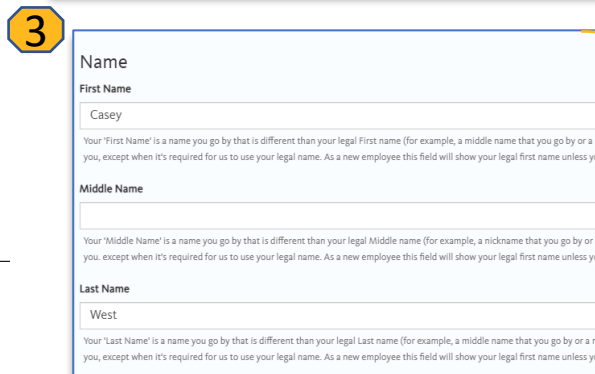 3
Name
First Name
Casey
Your 'First Name' is a name you go by that is different than your legal First name (for example, a middle name that you go by or a
you, except when it's required for us to use your legal name. As a new employee this field will show your legal first name unless
Middle Name
Your 'Middle Name' is a name you go by that is different than your legal Middle name (for example, a nickname that you go by or
you. except when it's required for us to use your legal name. As a new employee this field will show your legal first name unless
Last Name
West
Your 'Last Name' is a name you go by that is different than your legal Last name (for example, a middle name that you go by or a
you, except when it's required for us to use your legal name. As a new employee this field will show your legal first name unless